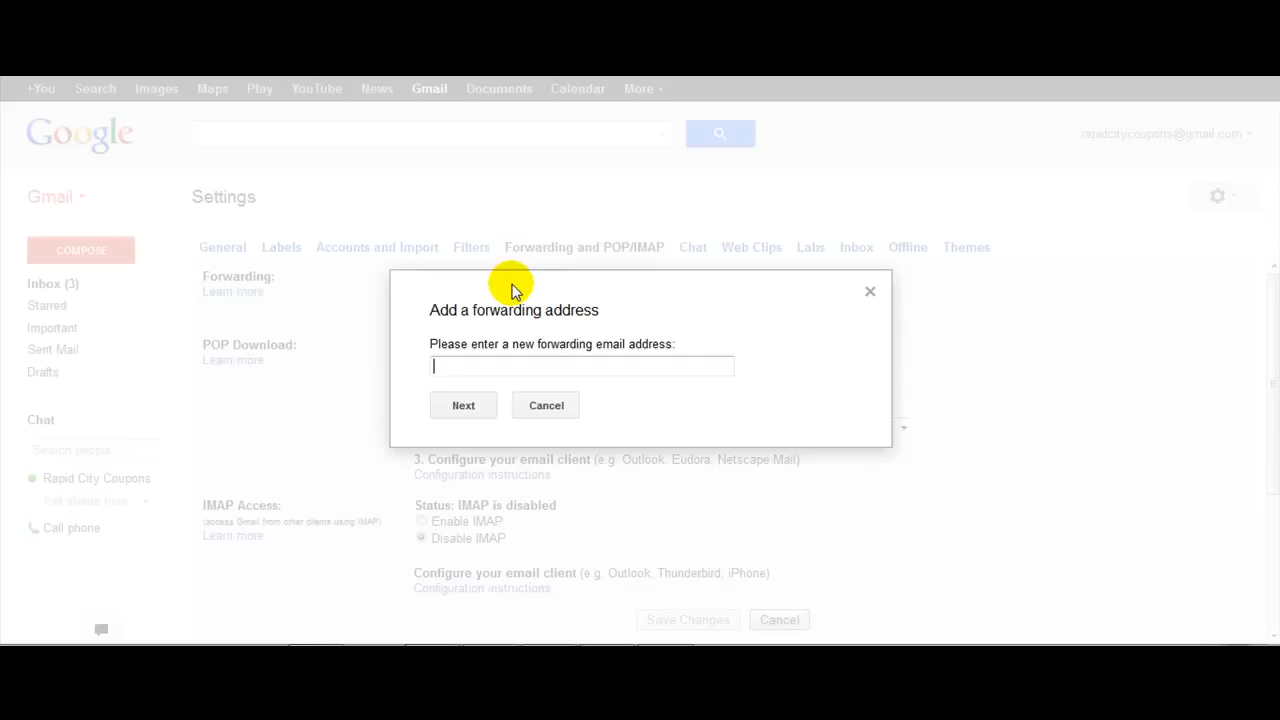 +You Search Images Maps Play YouTube News Gmail Documents Calendar More
Google
rapidcitycoupons@gmail.com
Gmail
Settings
COMPOSE
General Labels Accounts and Import Filters Forwarding and POP/IMAP Chat Web Clips Labs Inbox Offline Themes
Inbox (3)
Starred
Important
Sent Mail
Drafts
Chat
Search people
Rapid City Coupons
Set status here
Call phone
Forwarding:
Learn more
POP Download:
Learn more
Add a forwarding address
Please enter a new forwarding email address:
Next Cancel
3. Configure your email client (e.g. Outlook, Eudora, Netscape Mail)
Configuration instructions
IMAP Access:
(access Gmail from other clients using IMAP)
Learn more
Status: IMAP is disabled
Enable IMAP
Disable IMAP
Configure your email client (e.g. Outlook, Thunderbird, iPhone)
Configuration instructions
Save Changes Cancel